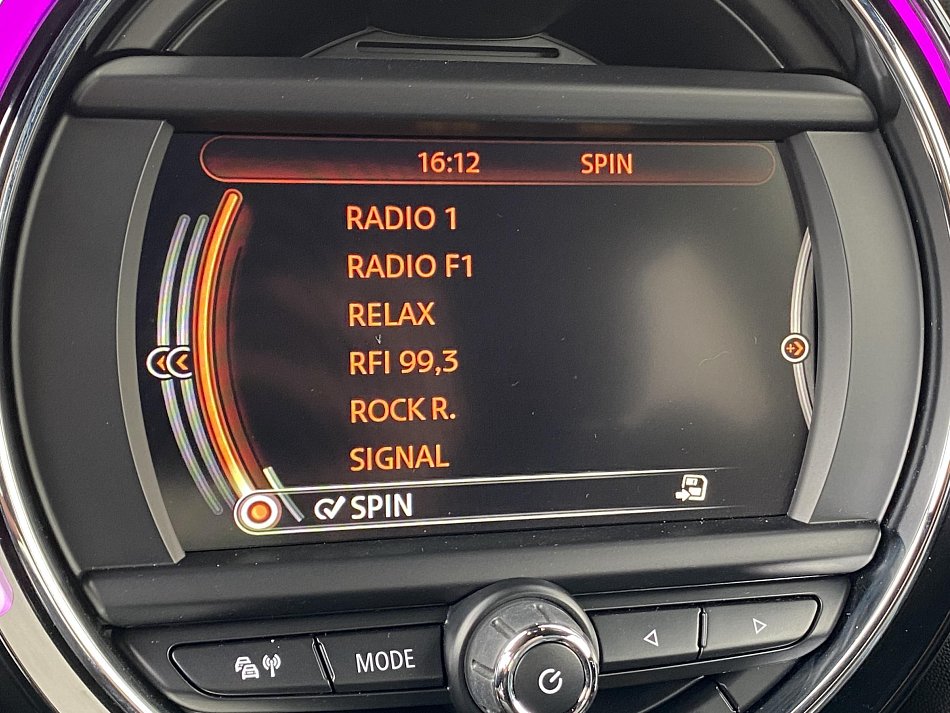 16:12 SPIN
RADIO 1
RADIO F1
RELAX
RFI 99,3
ROCK R.
SIGNAL
SPIN
MODE